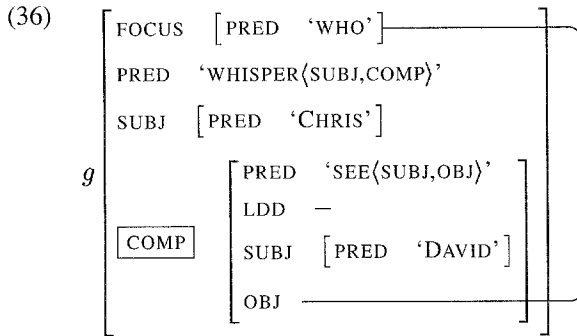 (36)
FOCUS [PRED ‘WHO’]
PRED ‘WHISPER⟨SUBJ,COMP⟩’
SUBJ [PRED ‘CHRIS’]
g
PRED ‘SEE⟨SUBJ,OBJ⟩’
LDD –
COMP
SUBJ [PRED ‘DAVID’]
OBJ